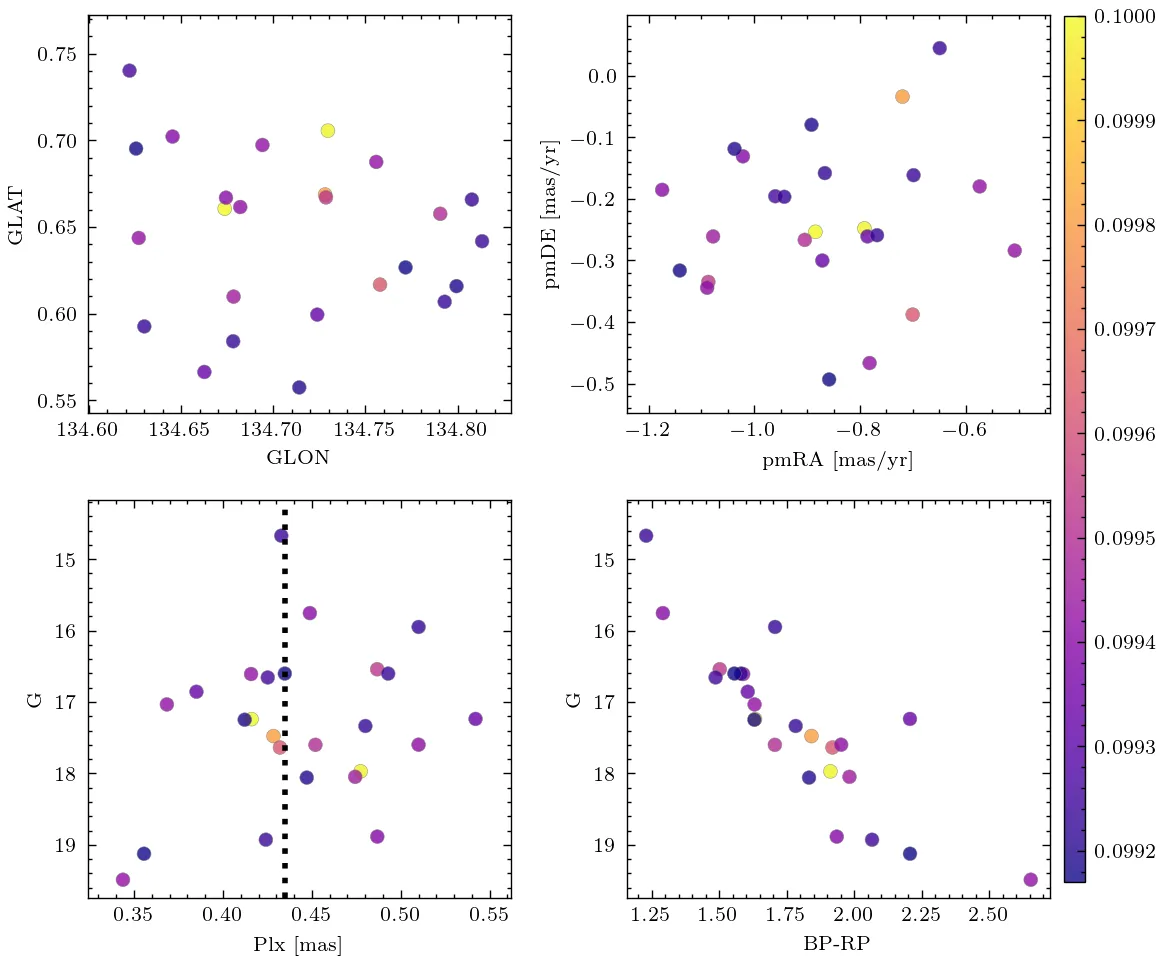 0.75
0.70
0.65
0.60
0.55
GLAT
134.60 134.65 134.70 134.75 134.80
GLON
0.0
−0.1
−0.2
−0.3
−0.4
−0.5
pmDE [mas/yr]
−1.2 −1.0 −0.8 −0.6
pmRA [mas/yr]
15
16
17
18
19
G
0.35 0.40 0.45 0.50 0.55
Plx [mas]
15
16
17
18
19
G
1.25 1.50 1.75 2.00 2.25 2.50
BP-RP
0.1000
0.0999
0.0998
0.0997
0.0996
0.0995
0.0994
0.0993
0.0992